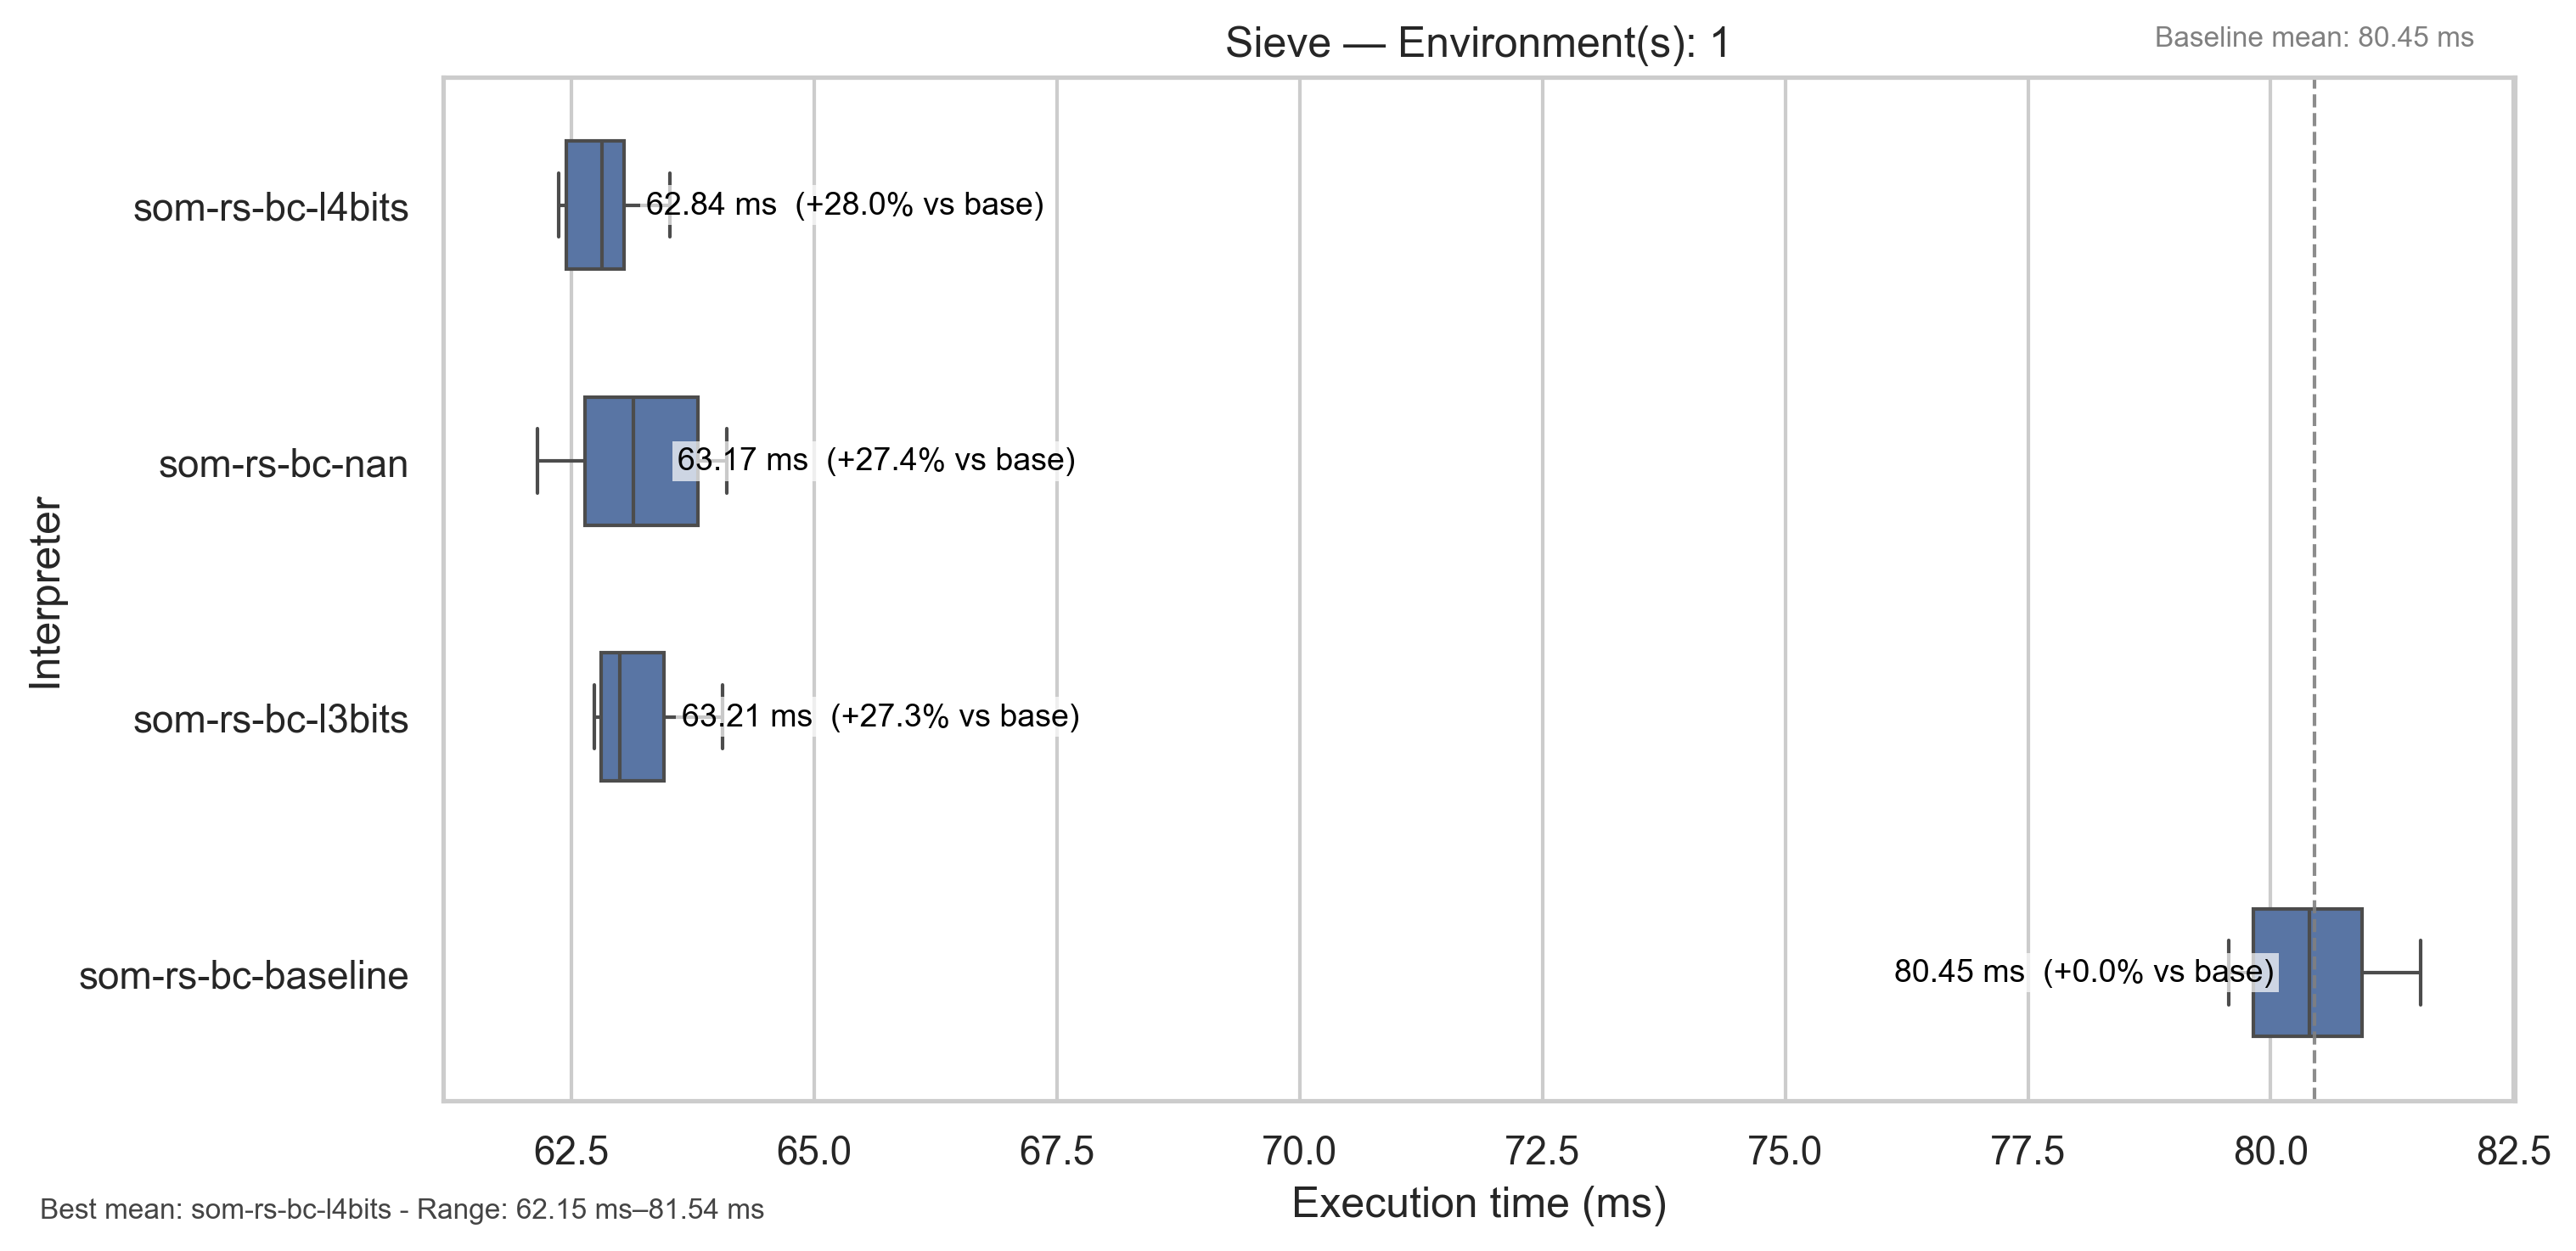 Sieve — Environment(s): 1
Baseline mean: 80.45 ms
Interpreter
som-rs-bc-l4bits
62.84 ms (+28.0% vs base)
som-rs-bc-nan
63.17 ms (+27.4% vs base)
som-rs-bc-l3bits
63.21 ms (+27.3% vs base)
som-rs-bc-baseline
80.45 ms (+0.0% vs base)
62.5 65.0 67.5 70.0 72.5 75.0 77.5 80.0 82.5
Execution time (ms)
Best mean: som-rs-bc-l4bits - Range: 62.15 ms–81.54 ms